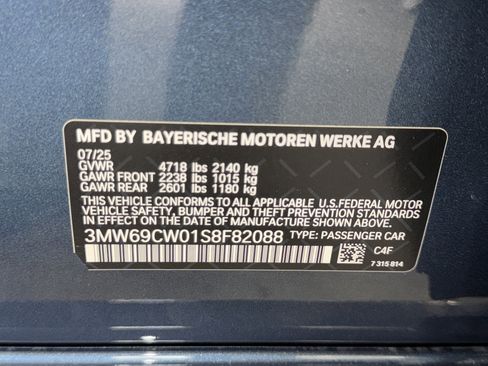 MFD BY BAYERISCHE MOTOREN WERKE AG
07/25
GVWR 4718 lbs 2140 kg
GAWR FRONT 2238 lbs 1015 kg
GAWR REAR 2601 lbs 1180 kg
THIS VEHICLE CONFORMS TO ALL APPLICABLE U.S.FEDERAL MOTOR
VEHICLE SAFETY, BUMPER AND THEFT PREVENTION STANDARDS
IN EFFECT ON THE DATE OF MANUFACTURE SHOWN ABOVE.
3MW69CW01S8F82088 TYPE: PASSENGER CAR
C4F
7 315 814